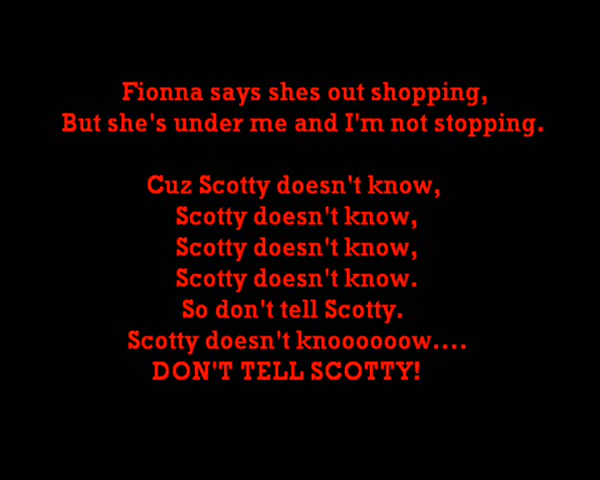 Fionna says shes out shopping,
But she's under me and I'm not stopping.
Cuz Scotty doesn't know,
Scotty doesn't know,
Scotty doesn't know,
Scotty doesn't know.
So don't tell Scotty.
Scotty doesn't knoooooow....
DON'T TELL SCOTTY!